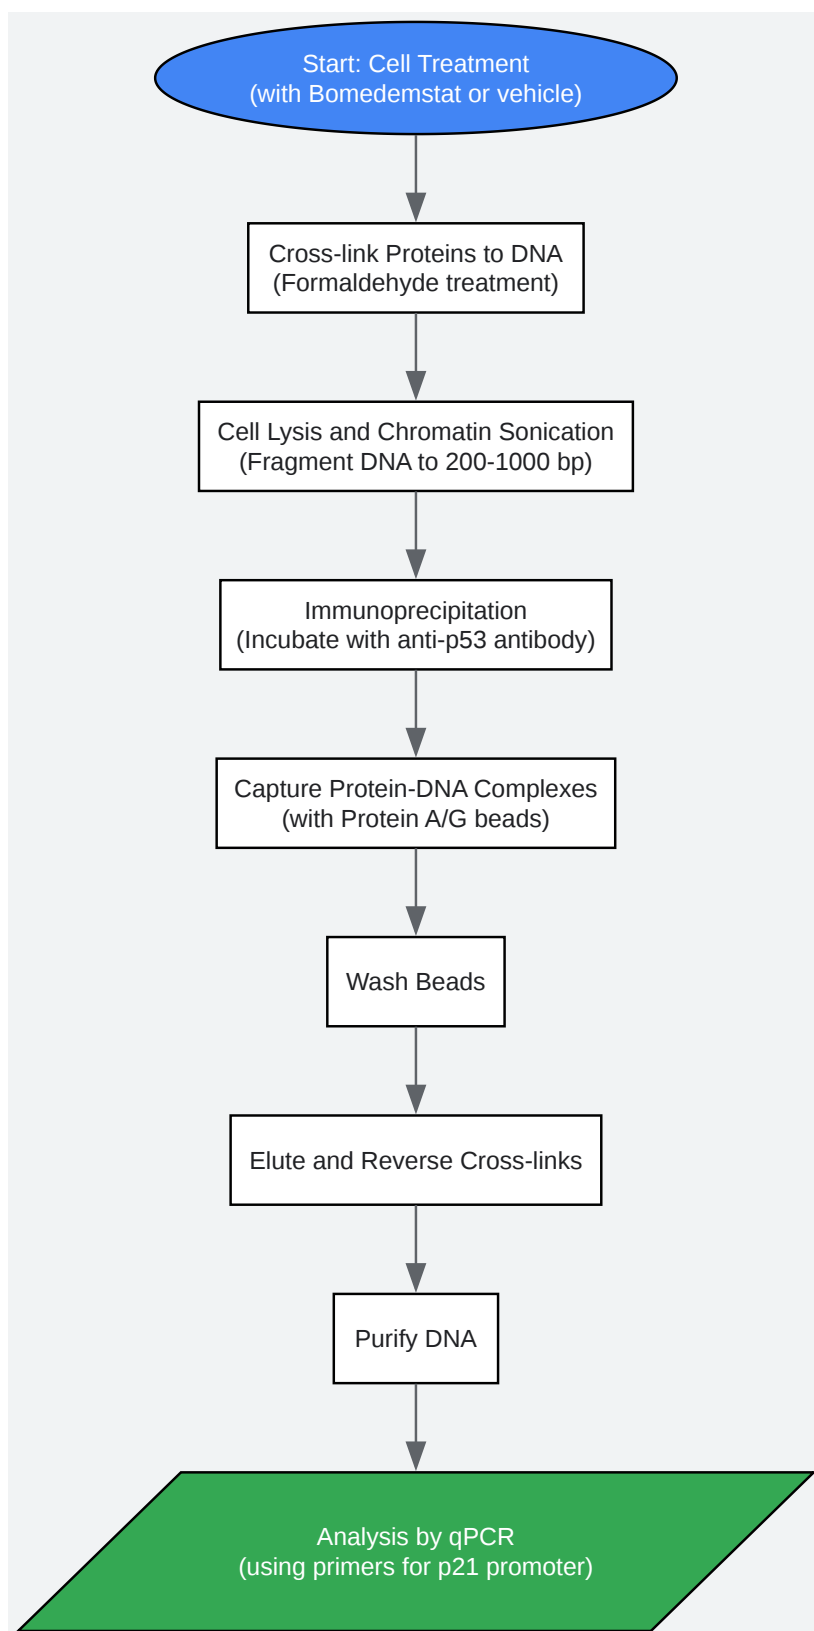 Start: Cell Treatment
(with Bomedemstat or vehicle)
Cross-link Proteins to DNA
(Formaldehyde treatment)
Cell Lysis and Chromatin Sonication
(Fragment DNA to 200-1000 bp)
Immunoprecipitation
(Incubate with anti-p53 antibody)
Capture Protein-DNA Complexes
(with Protein A/G beads)
Wash Beads
Elute and Reverse Cross-links
Purify DNA
Analysis by qPCR
(using primers for p21 promoter)